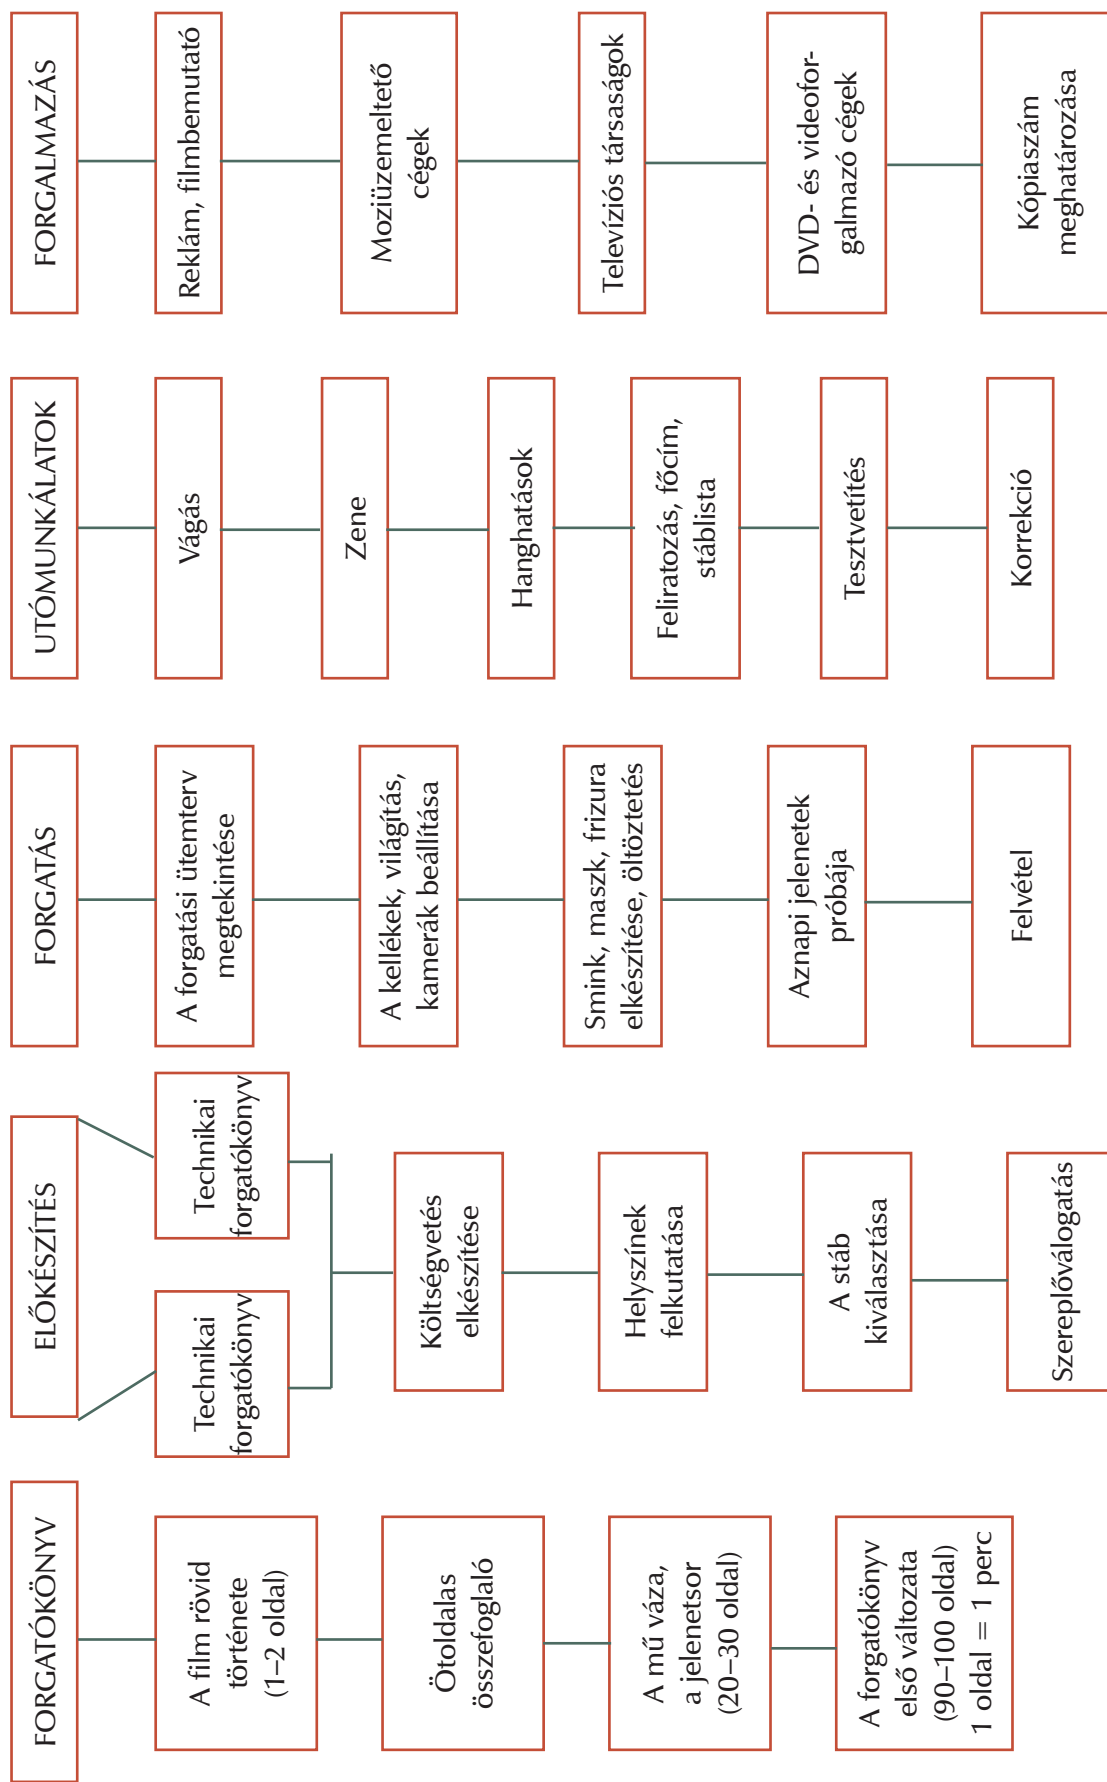 FORGATÓKÖNYV
A film rövid
története
(1–2 oldal)
Ötoldalas
összefoglaló
A mű váza,
a jelenetsor
(20–30 oldal)
A forgatókönyv
első változata
(90–100 oldal)
1 oldal = 1 perc
ELŐKÉSZÍTÉS
Technikai
forgatókönyv
Technikai
forgatókönyv
Költségvetés
elkészítése
Helyszínek
felkutatása
A stáb
kiválasztása
Szereplőválogatás
FORGATÁS
A forgatási ütemterv
megtekintése
A kellékek, világítás,
kamerák beállítása
Smink, maszk, frizura
elkészítése, öltöztetés
Aznapi jelenetek
próbája
Felvétel
UTÓMUNKÁLATOK
Vágás
Zene
Hanghatások
Feliratozás, főcím,
stáblista
Tesztvetítés
Korrekció
FORGALMAZÁS
Reklám, filmbemutató
Moziüzemeltető
cégek
Televíziós társaságok
DVD- és videofor-
galmazó cégek
Kópiaszám
meghatározása